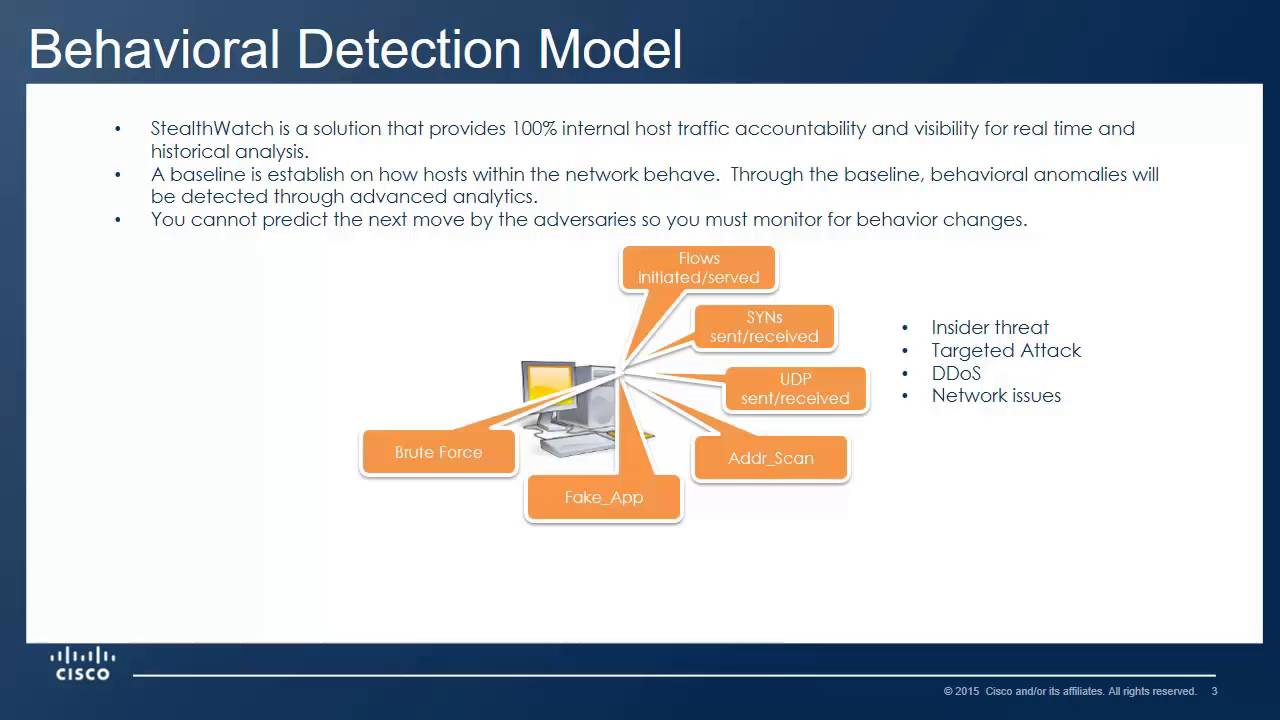 Behavioral Detection Model
• StealthWatch is a solution that provides 100% internal host traffic accountability and visibility for real time and
historical analysis.
• A baseline is establish on how hosts within the network behave. Through the baseline, behavioral anomalies will
be detected through advanced analytics.
• You cannot predict the next move by the adversaries so you must monitor for behavior changes.
Flows
initiated/served
SYNs
sent/received
UDP
sent/received
Addr_Scan
Fake_App
Brute Force
• Insider threat
• Targeted Attack
• DDoS
• Network issues
CISCO
© 2015 Cisco and/or its affiliates. All rights reserved. 3